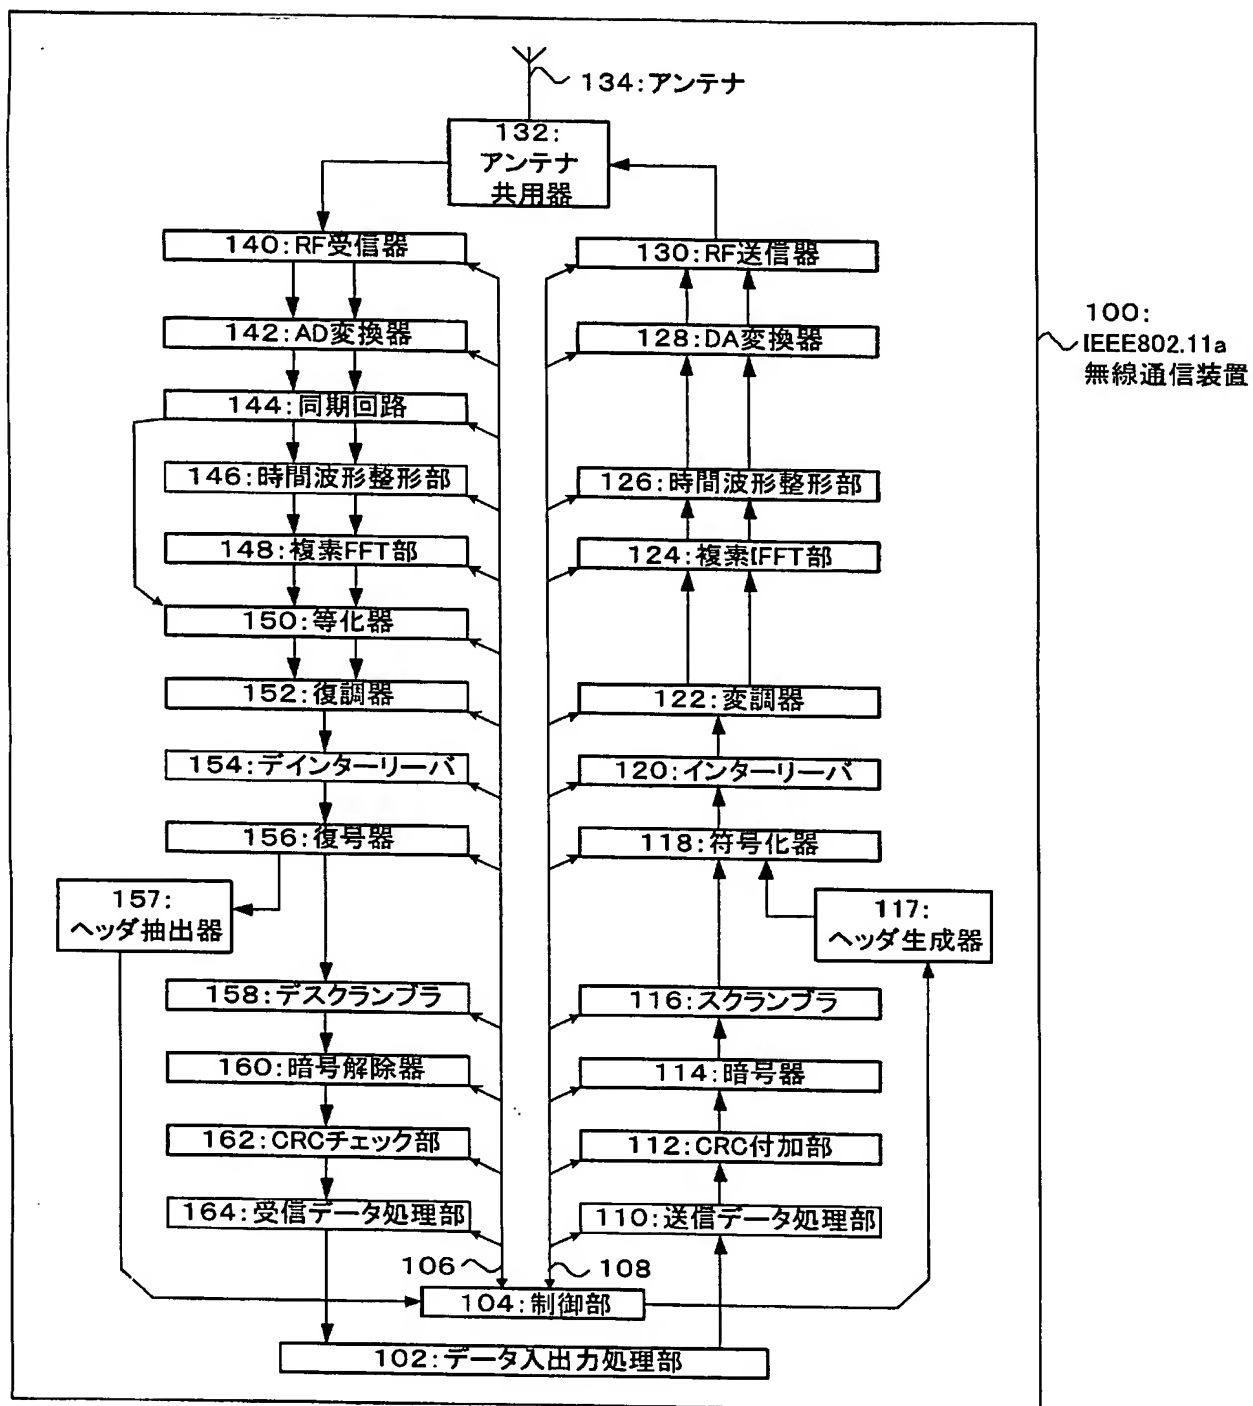 134:アンテナ
132:
アンテナ
共用器
140:RF受信器
130:RF送信器
142:AD変換器
128:DA変換器
100:
IEEE802.11a
無線通信装置
144:同期回路
146:時間波形整形部
126:時間波形整形部
148:複素FFT部
124:複素IFFT部
150:等化器
152:復調器
122:変調器
154:デインターリーバ
120:インターリーバ
156:復号器
118:符号化器
157:
ヘッダ抽出器
117:
ヘッダ生成器
158:デスクランブラ
116:スクランブラ
160:暗号解除器
114:暗号器
162:CRCチェック部
112:CRC付加部
164:受信データ処理部
110:送信データ処理部
106
108
104:制御部
102:データ入出力処理部